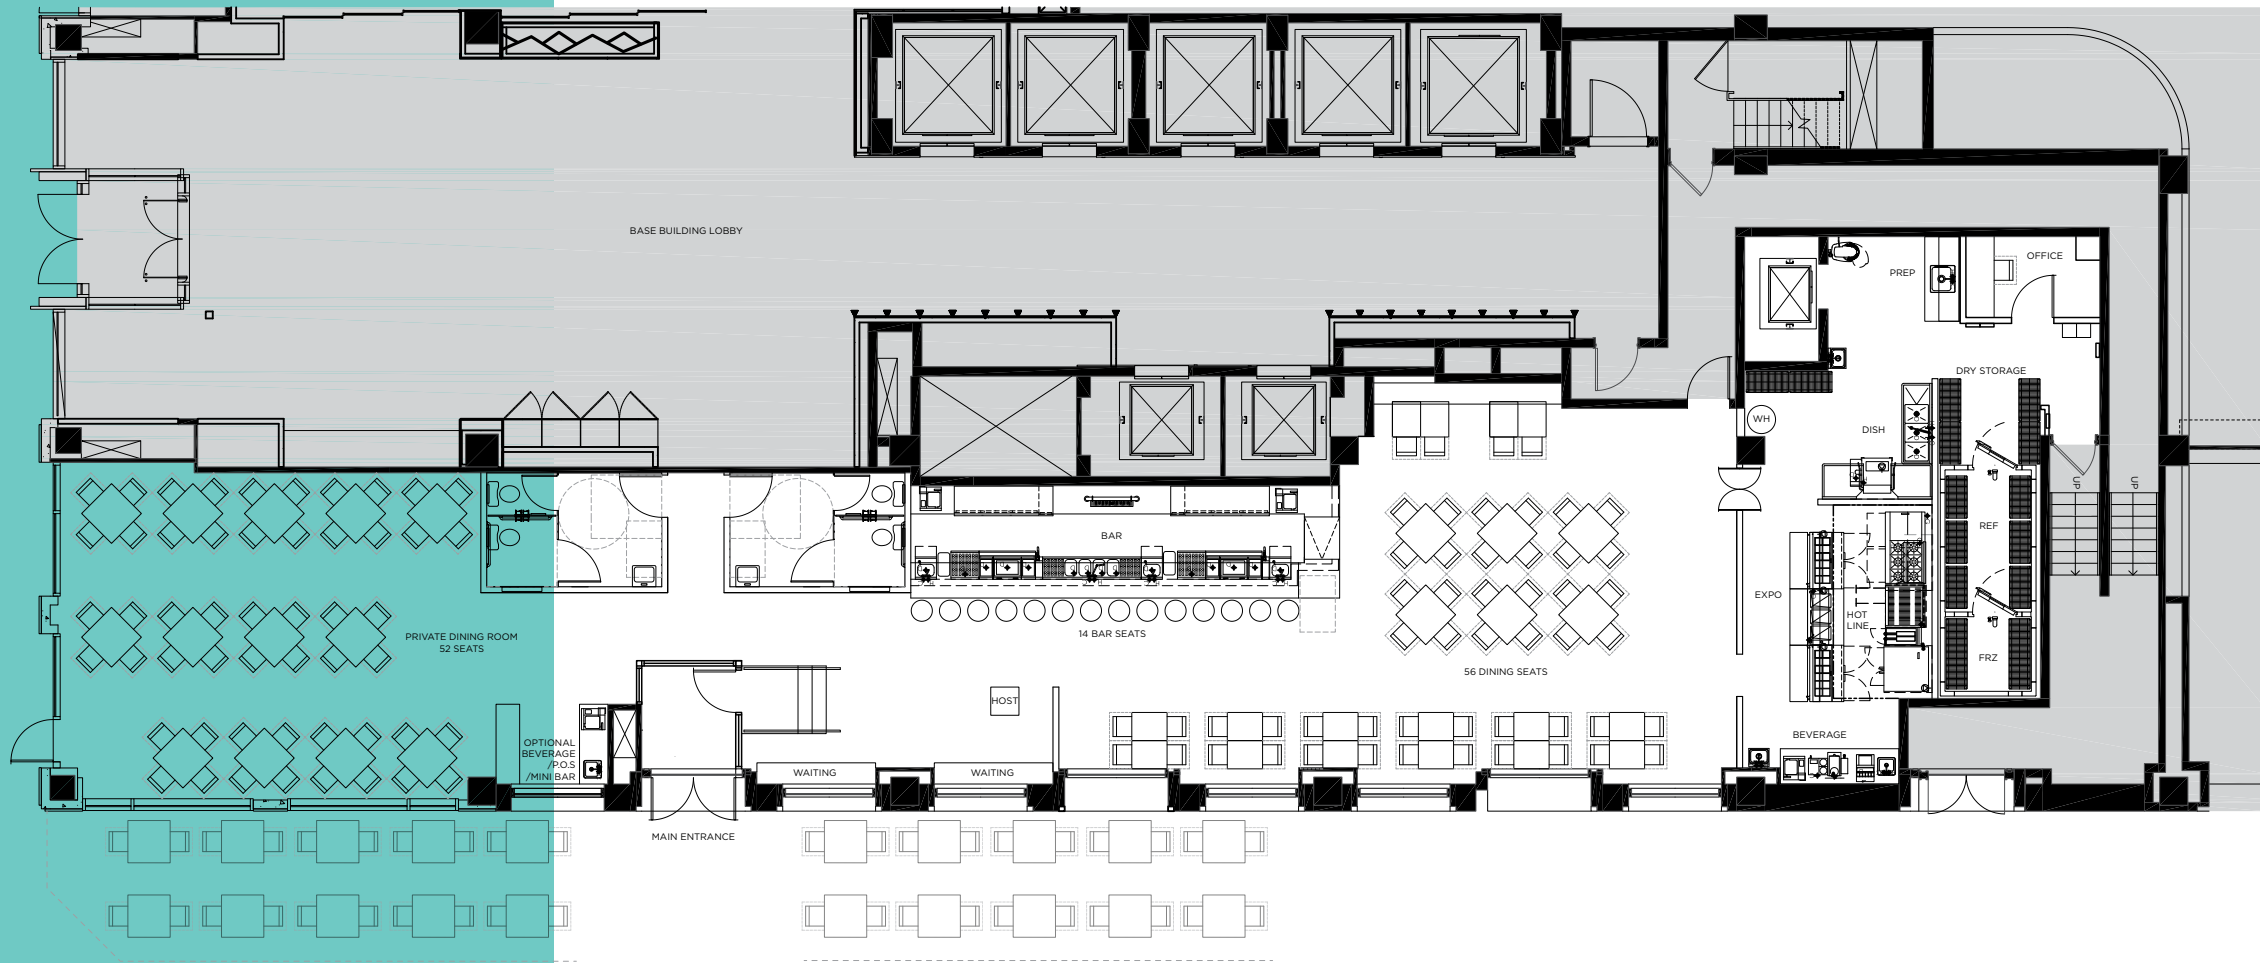 BASE BUILDING LOBBY
PREP
OFFICE
DRY STORAGE
WH
DISH
UP
UP
REF
BAR
EXPO
HOT
LINE
14 BAR SEATS
PRIVATE DINING ROOM
52 SEATS
FRZ
56 DINING SEATS
HOST
OPTIONAL
BEVERAGE
/P.O.S
/MINI BAR
BEVERAGE
WAITING
WAITING
MAIN ENTRANCE